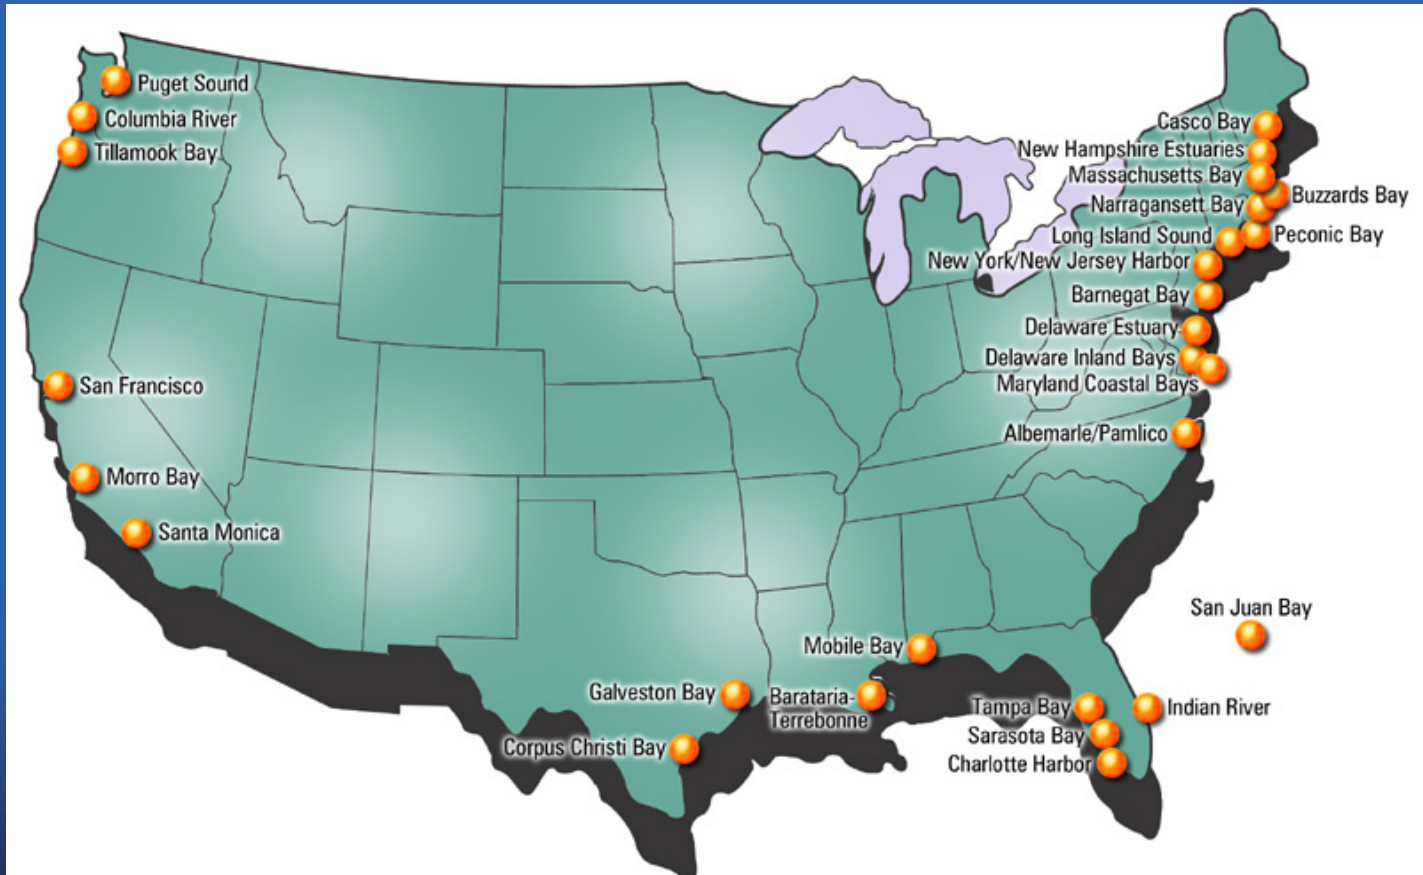 Puget Sound
Columbia River
Tillamook Bay
San Francisco
Morro Bay
Santa Monica
Casco Bay
New Hampshire Estuaries
Massachusetts Bay
Buzzards Bay
Narragansett Bay
Long Island Sound
Peconic Bay
New York/New Jersey Harbor
Barnegat Bay
Delaware Estuary
Delaware Inland Bays
Maryland Coastal Bays
Albemarle/Pamlico
San Juan Bay
Mobile Bay
Galveston Bay
Barataria-
Terrebonne
Corpus Christi Bay
Tampa Bay
Indian River
Sarasota Bay
Charlotte Harbor